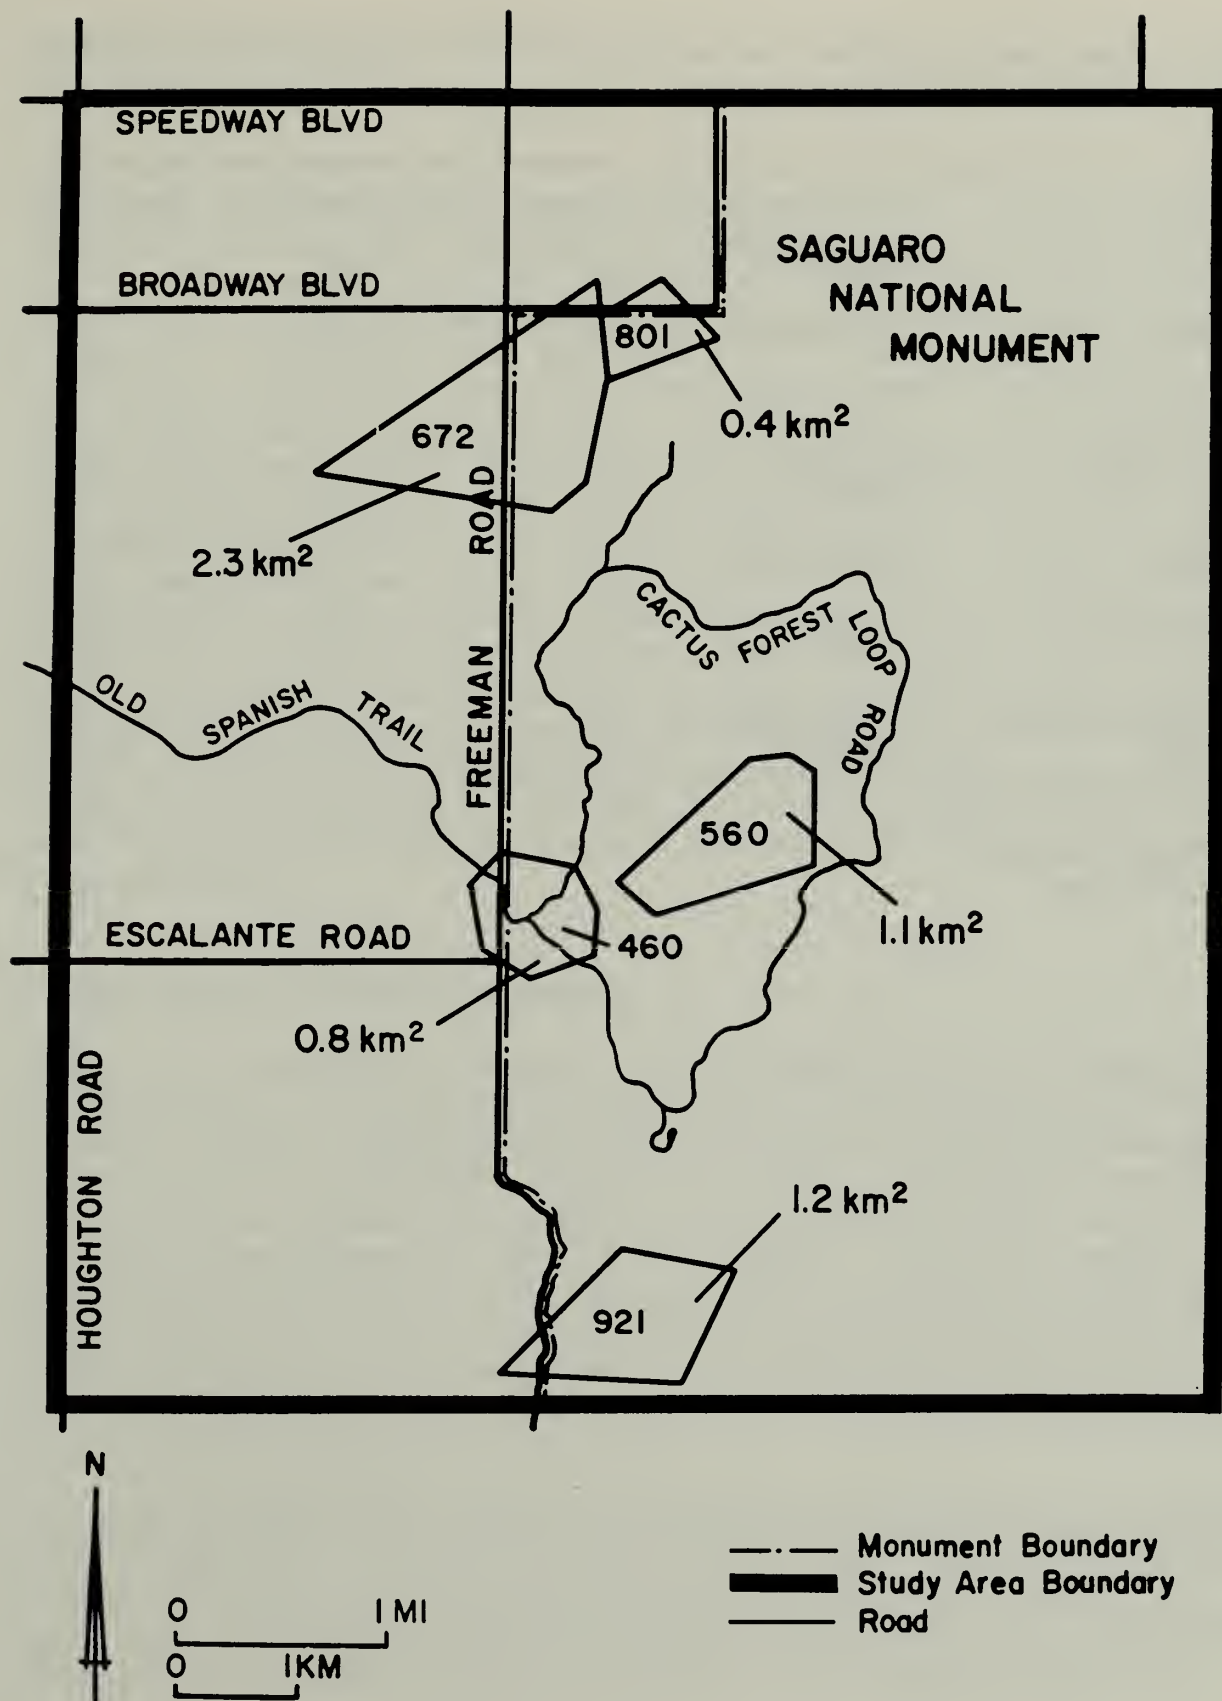 SPEEDWAY BLVD
SAGUARO
NATIONAL
MONUMENT
BROADWAY BLVD
801
0.4 km²
672
2.3 km²
FREEMAN ROAD
CACTUS FOREST LOOP ROAD
OLD SPANISH TRAIL
560
1.1 km²
ESCALANTE ROAD
460
0.8 km²
HOUGHTON ROAD
1.2 km²
921
N
0 1 MI
0 1KM
Monument Boundary
Study Area Boundary
Road